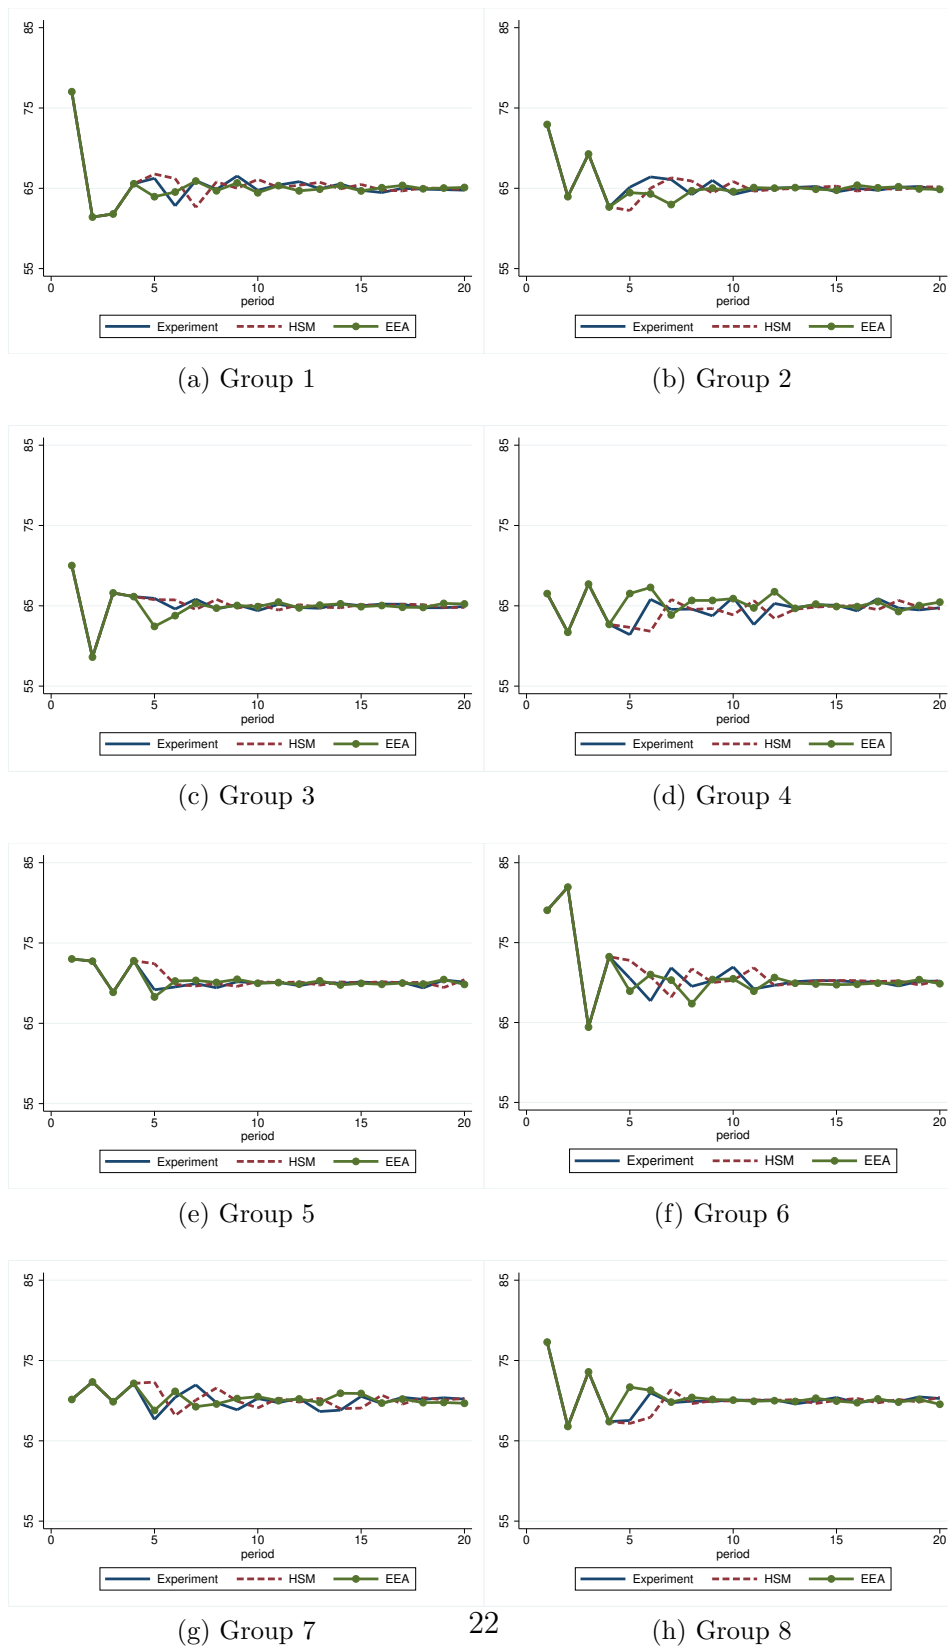 85
75
65
55
0 5 10 15 20
period
Experiment HSM EEA
(a) Group 1
85
75
65
55
0 5 10 15 20
period
Experiment HSM EEA
(b) Group 2
85
75
65
55
0 5 10 15 20
period
Experiment HSM EEA
(c) Group 3
85
75
65
55
0 5 10 15 20
period
Experiment HSM EEA
(d) Group 4
85
75
65
55
0 5 10 15 20
period
Experiment HSM EEA
(e) Group 5
85
75
65
55
0 5 10 15 20
period
Experiment HSM EEA
(f) Group 6
85
75
65
55
0 5 10 15 20
period
Experiment HSM EEA
(g) Group 7
85
75
65
55
0 5 10 15 20
period
Experiment HSM EEA
(h) Group 8
22